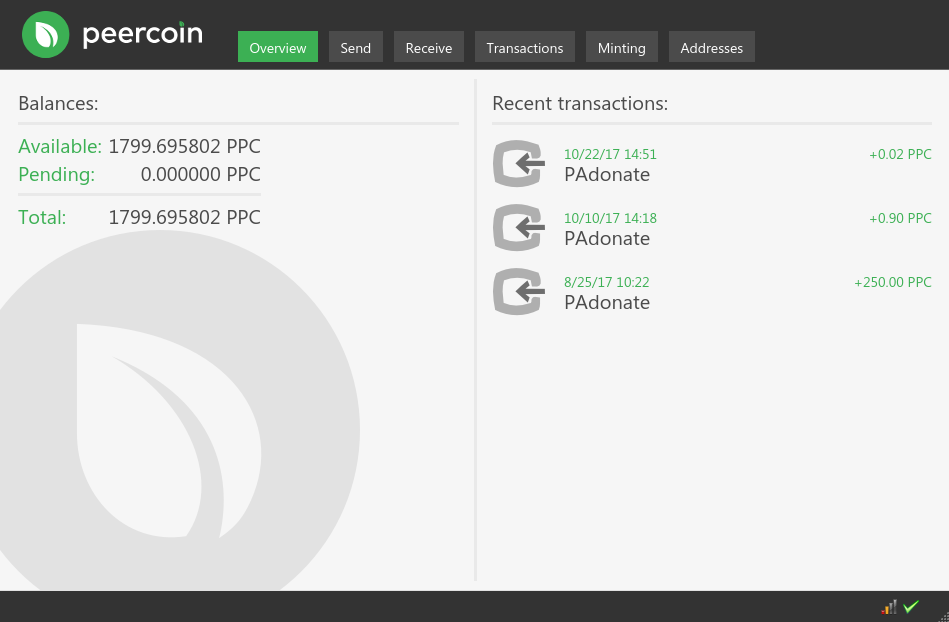 peercoin
Overview
Send
Receive
Transactions
Minting
Addresses
Balances:
Available: 1799.695802 PPC
Pending: 0.000000 PPC
Total: 1799.695802 PPC
Recent transactions:
10/22/17 14:51 +0.02 PPC
PAdonate
10/10/17 14:18 +0.90 PPC
PAdonate
8/25/17 10:22 +250.00 PPC
PAdonate